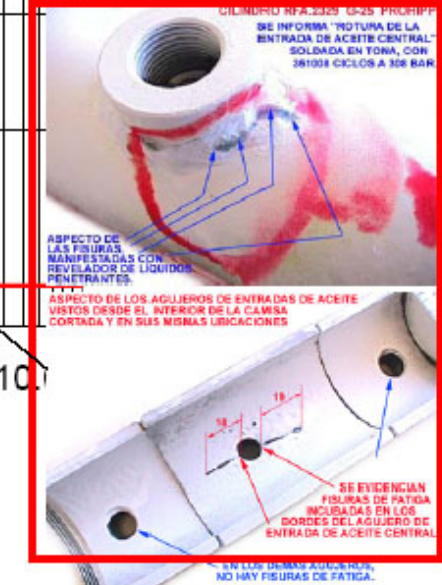 CILINDRO RFA.2329 G-25 PROHIPP
SE INFORMA "ROTURA DE LA
ENTRADA DE ACEITE CENTRAL"
SOLDADA EN TONA, CON
361008 CICLOS A 308 BAR.
ASPECTO DE
LAS FISURAS
MANIFESTADAS CON
REVELADOR DE LIQUIDOS
PENETRANTES.
ASPECTO DE LOS AGUJEROS DE ENTRADAS DE ACEITE
VISTOS DESDE EL INTERIOR DE LA CAMISA
CORTADA Y EN SUS MISMAS UBICACIONES
10.
18
18
SE EVIDENCIAN
FISURAS DE FATIGA
INCUBADAS EN LOS
BORDES DEL AGUJERO DE
ENTRADA DE ACEITE CENTRAL
EN LOS DEMAS AGUJEROS,
NO HAY FISURAS DE FATIGA.